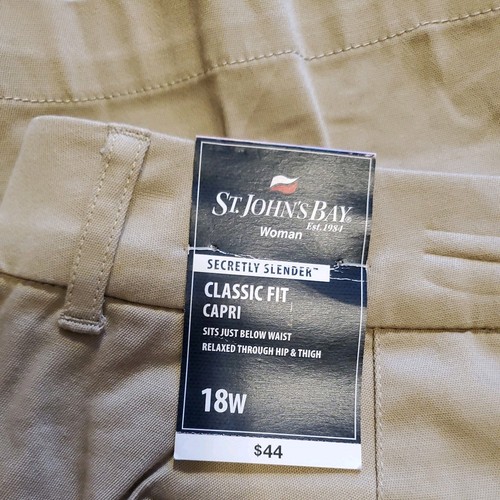 ST. JOHN'S BAY®
Est. 1984
Woman
SECRETLY SLENDER™
CLASSIC FIT
CAPRI
SITS JUST BELOW WAIST
RELAXED THROUGH HIP & THIGH
18W
$44